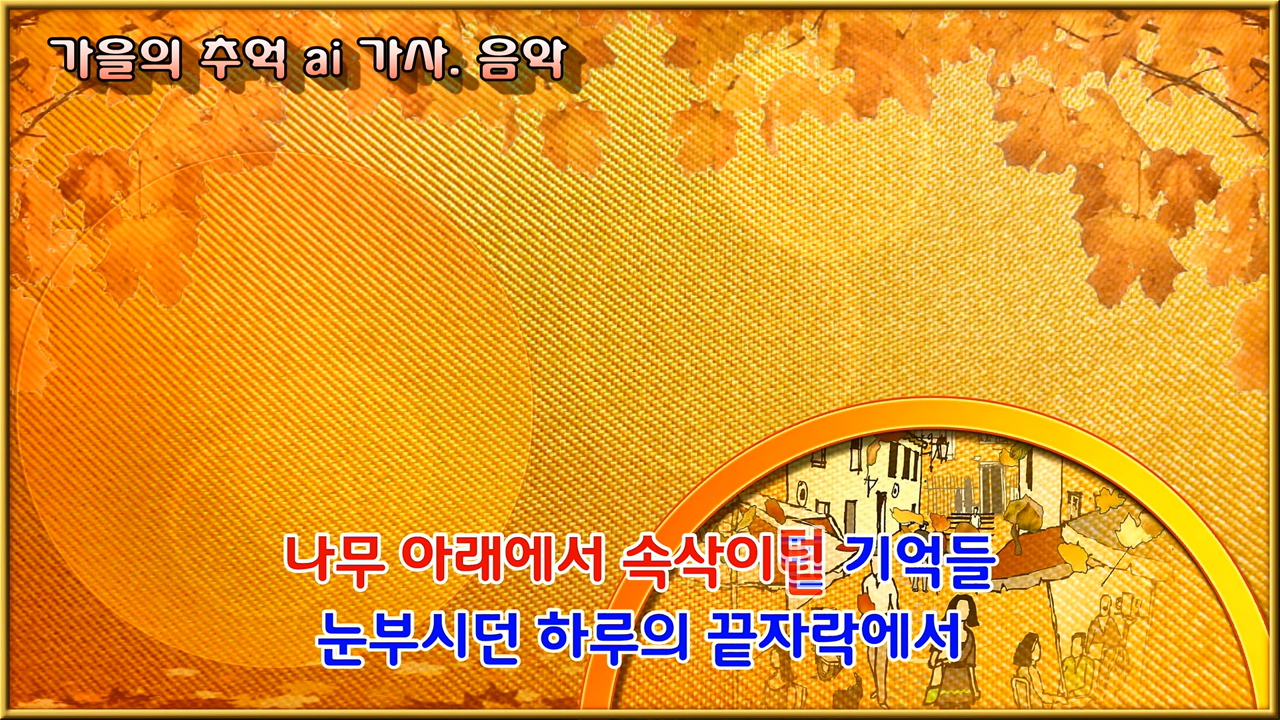 가을의 추억 ai 가사. 음악
나무 아래에서 속삭이던 기억들
눈부시던 하루의 끝자락에서